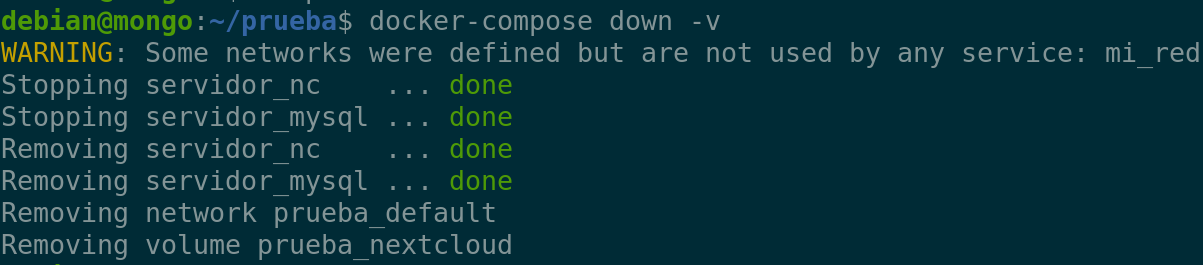 debian@mongo:~/prueba$ docker-compose down -v
WARNING: Some networks were defined but are not used by any service: mi_red
Stopping servidor_nc    ... done
Stopping servidor_mysql ... done
Removing servidor_nc    ... done
Removing servidor_mysql ... done
Removing network prueba_default
Removing volume prueba_nextcloud